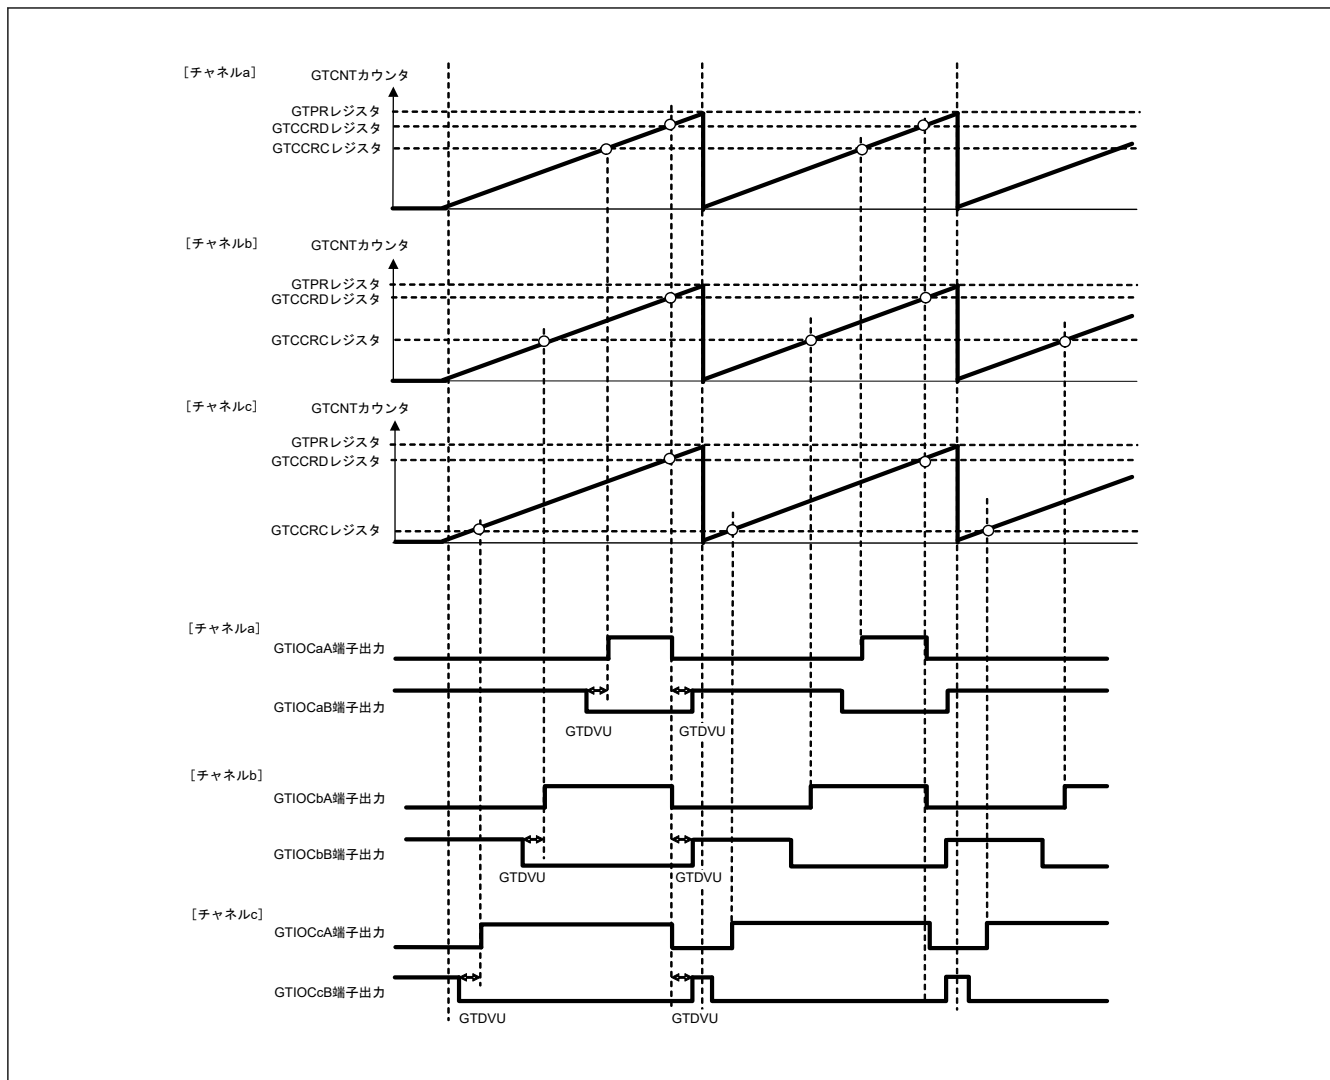 [チャネルa]
GTCNTカウンタ
GTPRレジスタ
GTCCRDレジスタ
GTCCRCレジスタ
[チャネルb]
GTCNTカウンタ
GTPRレジスタ
GTCCRDレジスタ
GTCCRCレジスタ
[チャネルc]
GTCNTカウンタ
GTPRレジスタ
GTCCRDレジスタ
GTCCRCレジスタ
[チャネルa]
GTIOCaA端子出力
GTIOCaB端子出力
GTDVU GTDVU
[チャネルb]
GTIOCbA端子出力
GTIOCbB端子出力
GTDVU GTDVU
[チャネルc]
GTIOCcA端子出力
GTIOCcB端子出力
GTDVU GTDVU